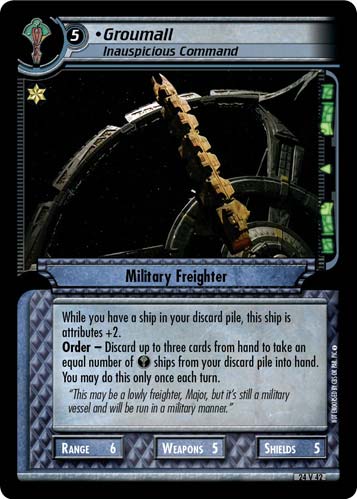 5
•Groumall
Inauspicious Command
Military Freighter
While you have a ship in your discard pile, this ship is
attributes +2.
Order – Discard up to three cards from hand to take an
equal number of ships from your discard pile into hand.
You may do this only once each turn.
"This may be a lowly freighter, Major, but it's still a military
vessel and will be run in a military manner."
Range 6 Weapons 5 Shields 5
24 V 42